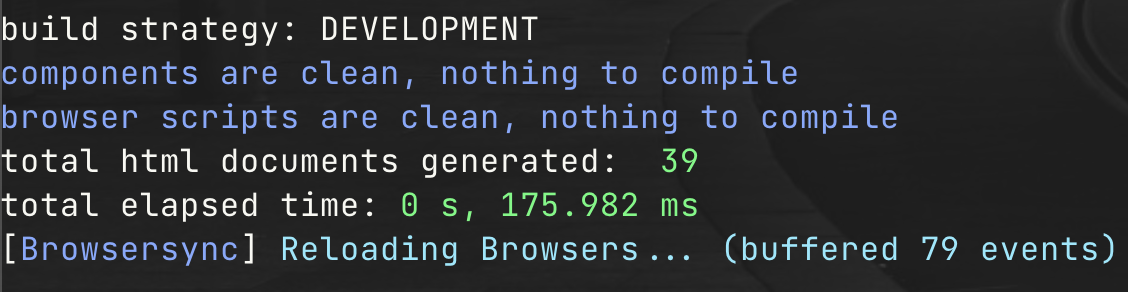 build strategy: DEVELOPMENT
components are clean, nothing to compile
browser scripts are clean, nothing to compile
total html documents generated:  39
total elapsed time: 0 s, 175.982 ms
[Browsersync] Reloading Browsers... (buffered 79 events)